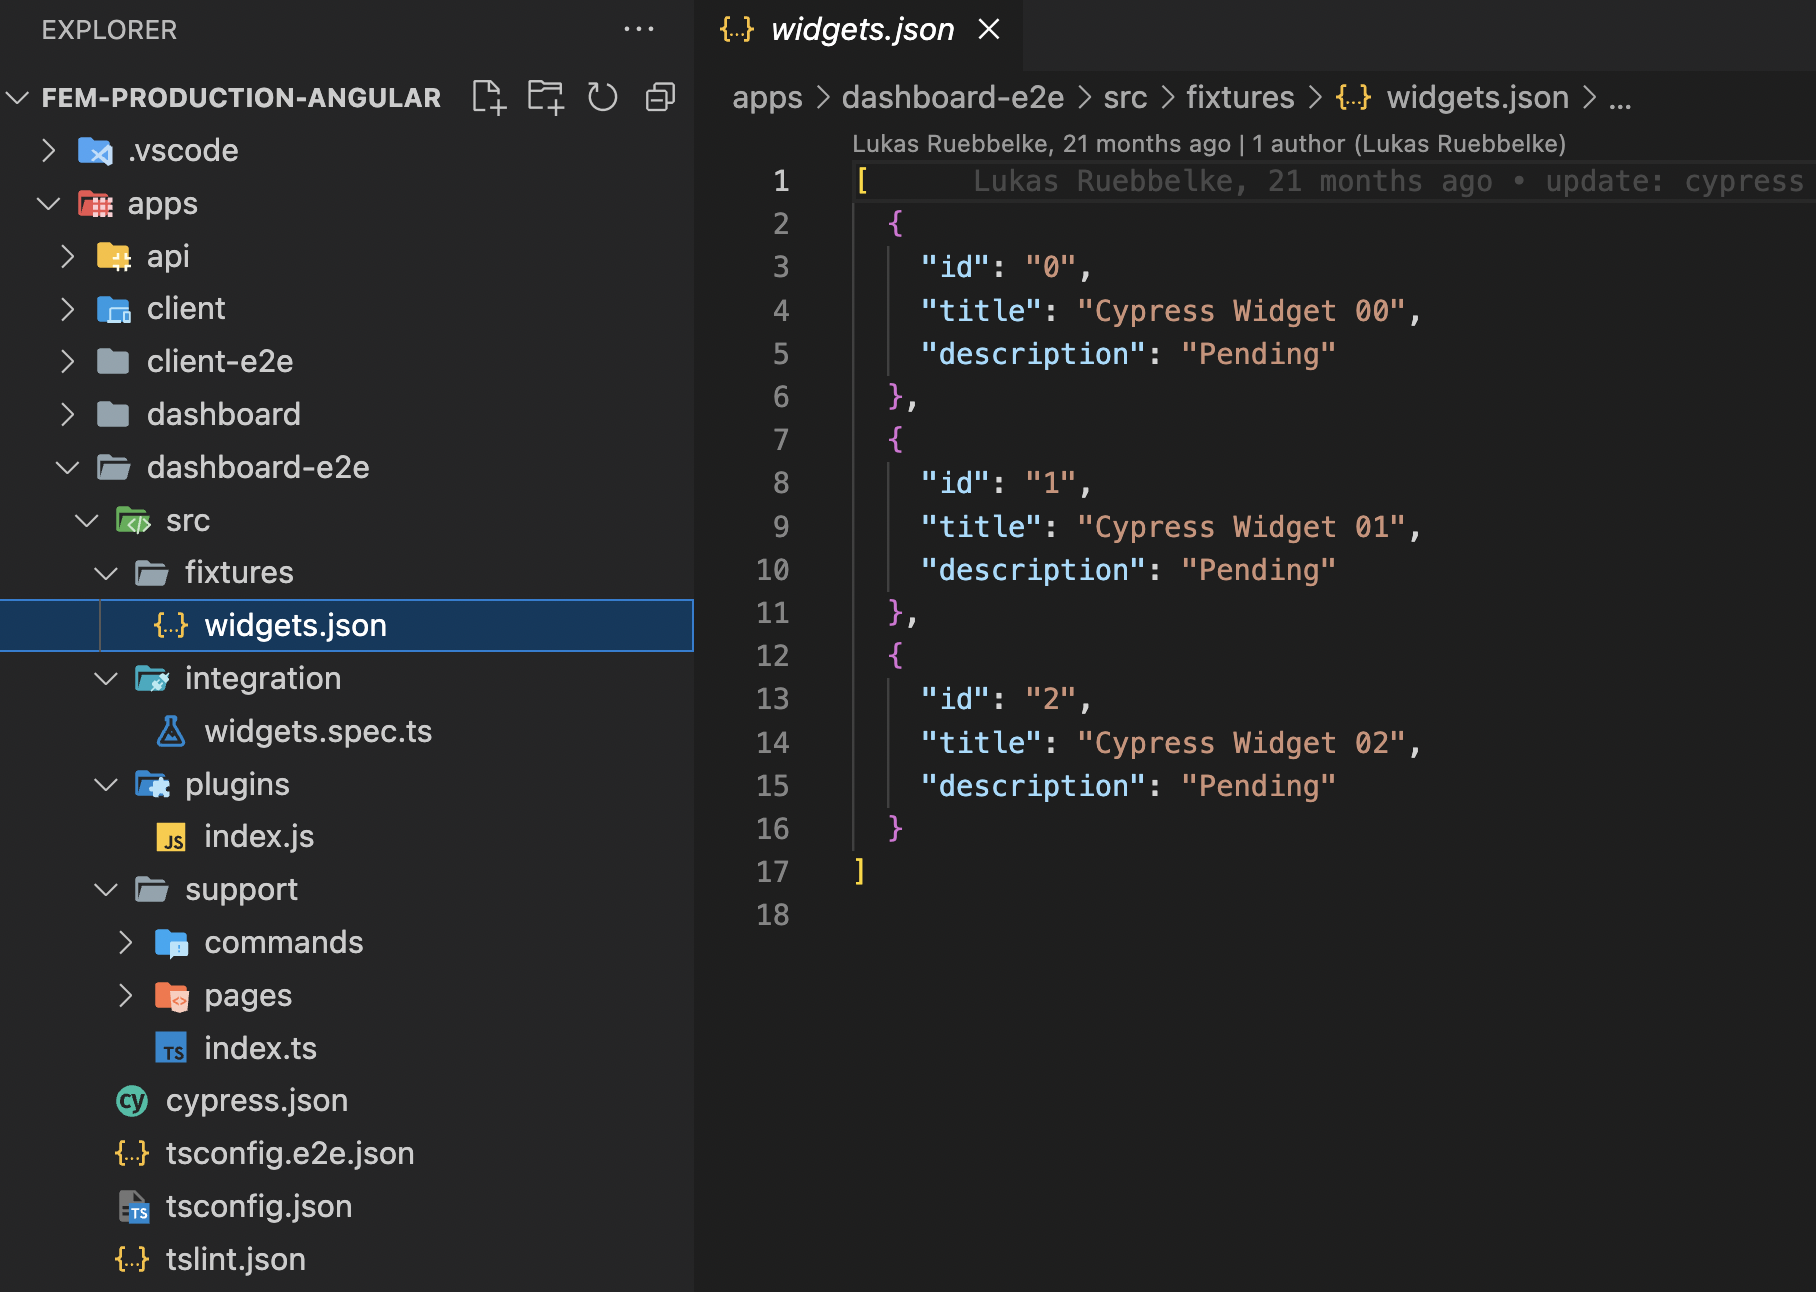 EXPLORER
FEM-PRODUCTION-ANGULAR
.vscode
apps
api
client
client-e2e
dashboard
dashboard-e2e
src
fixtures
{...} widgets.json
integration
widgets.spec.ts
plugins
JS index.js
support
commands
pages
TS index.ts
cy cypress.json
{...} tsconfig.e2e.json
TS tsconfig.json
{...} tslint.json
{...} widgets.json
apps > dashboard-e2e > src > fixtures > {...} widgets.json > ...
Lukas Ruebbelke, 21 months ago | 1 author (Lukas Ruebbelke)
1 [ Lukas Ruebbelke, 21 months ago • update: cypress
2 {
3 "id": "0",
4 "title": "Cypress Widget 00",
5 "description": "Pending"
6 },
7 {
8 "id": "1",
9 "title": "Cypress Widget 01",
10 "description": "Pending"
11 },
12 {
13 "id": "2",
14 "title": "Cypress Widget 02",
15 "description": "Pending"
16 }
17 ]
18